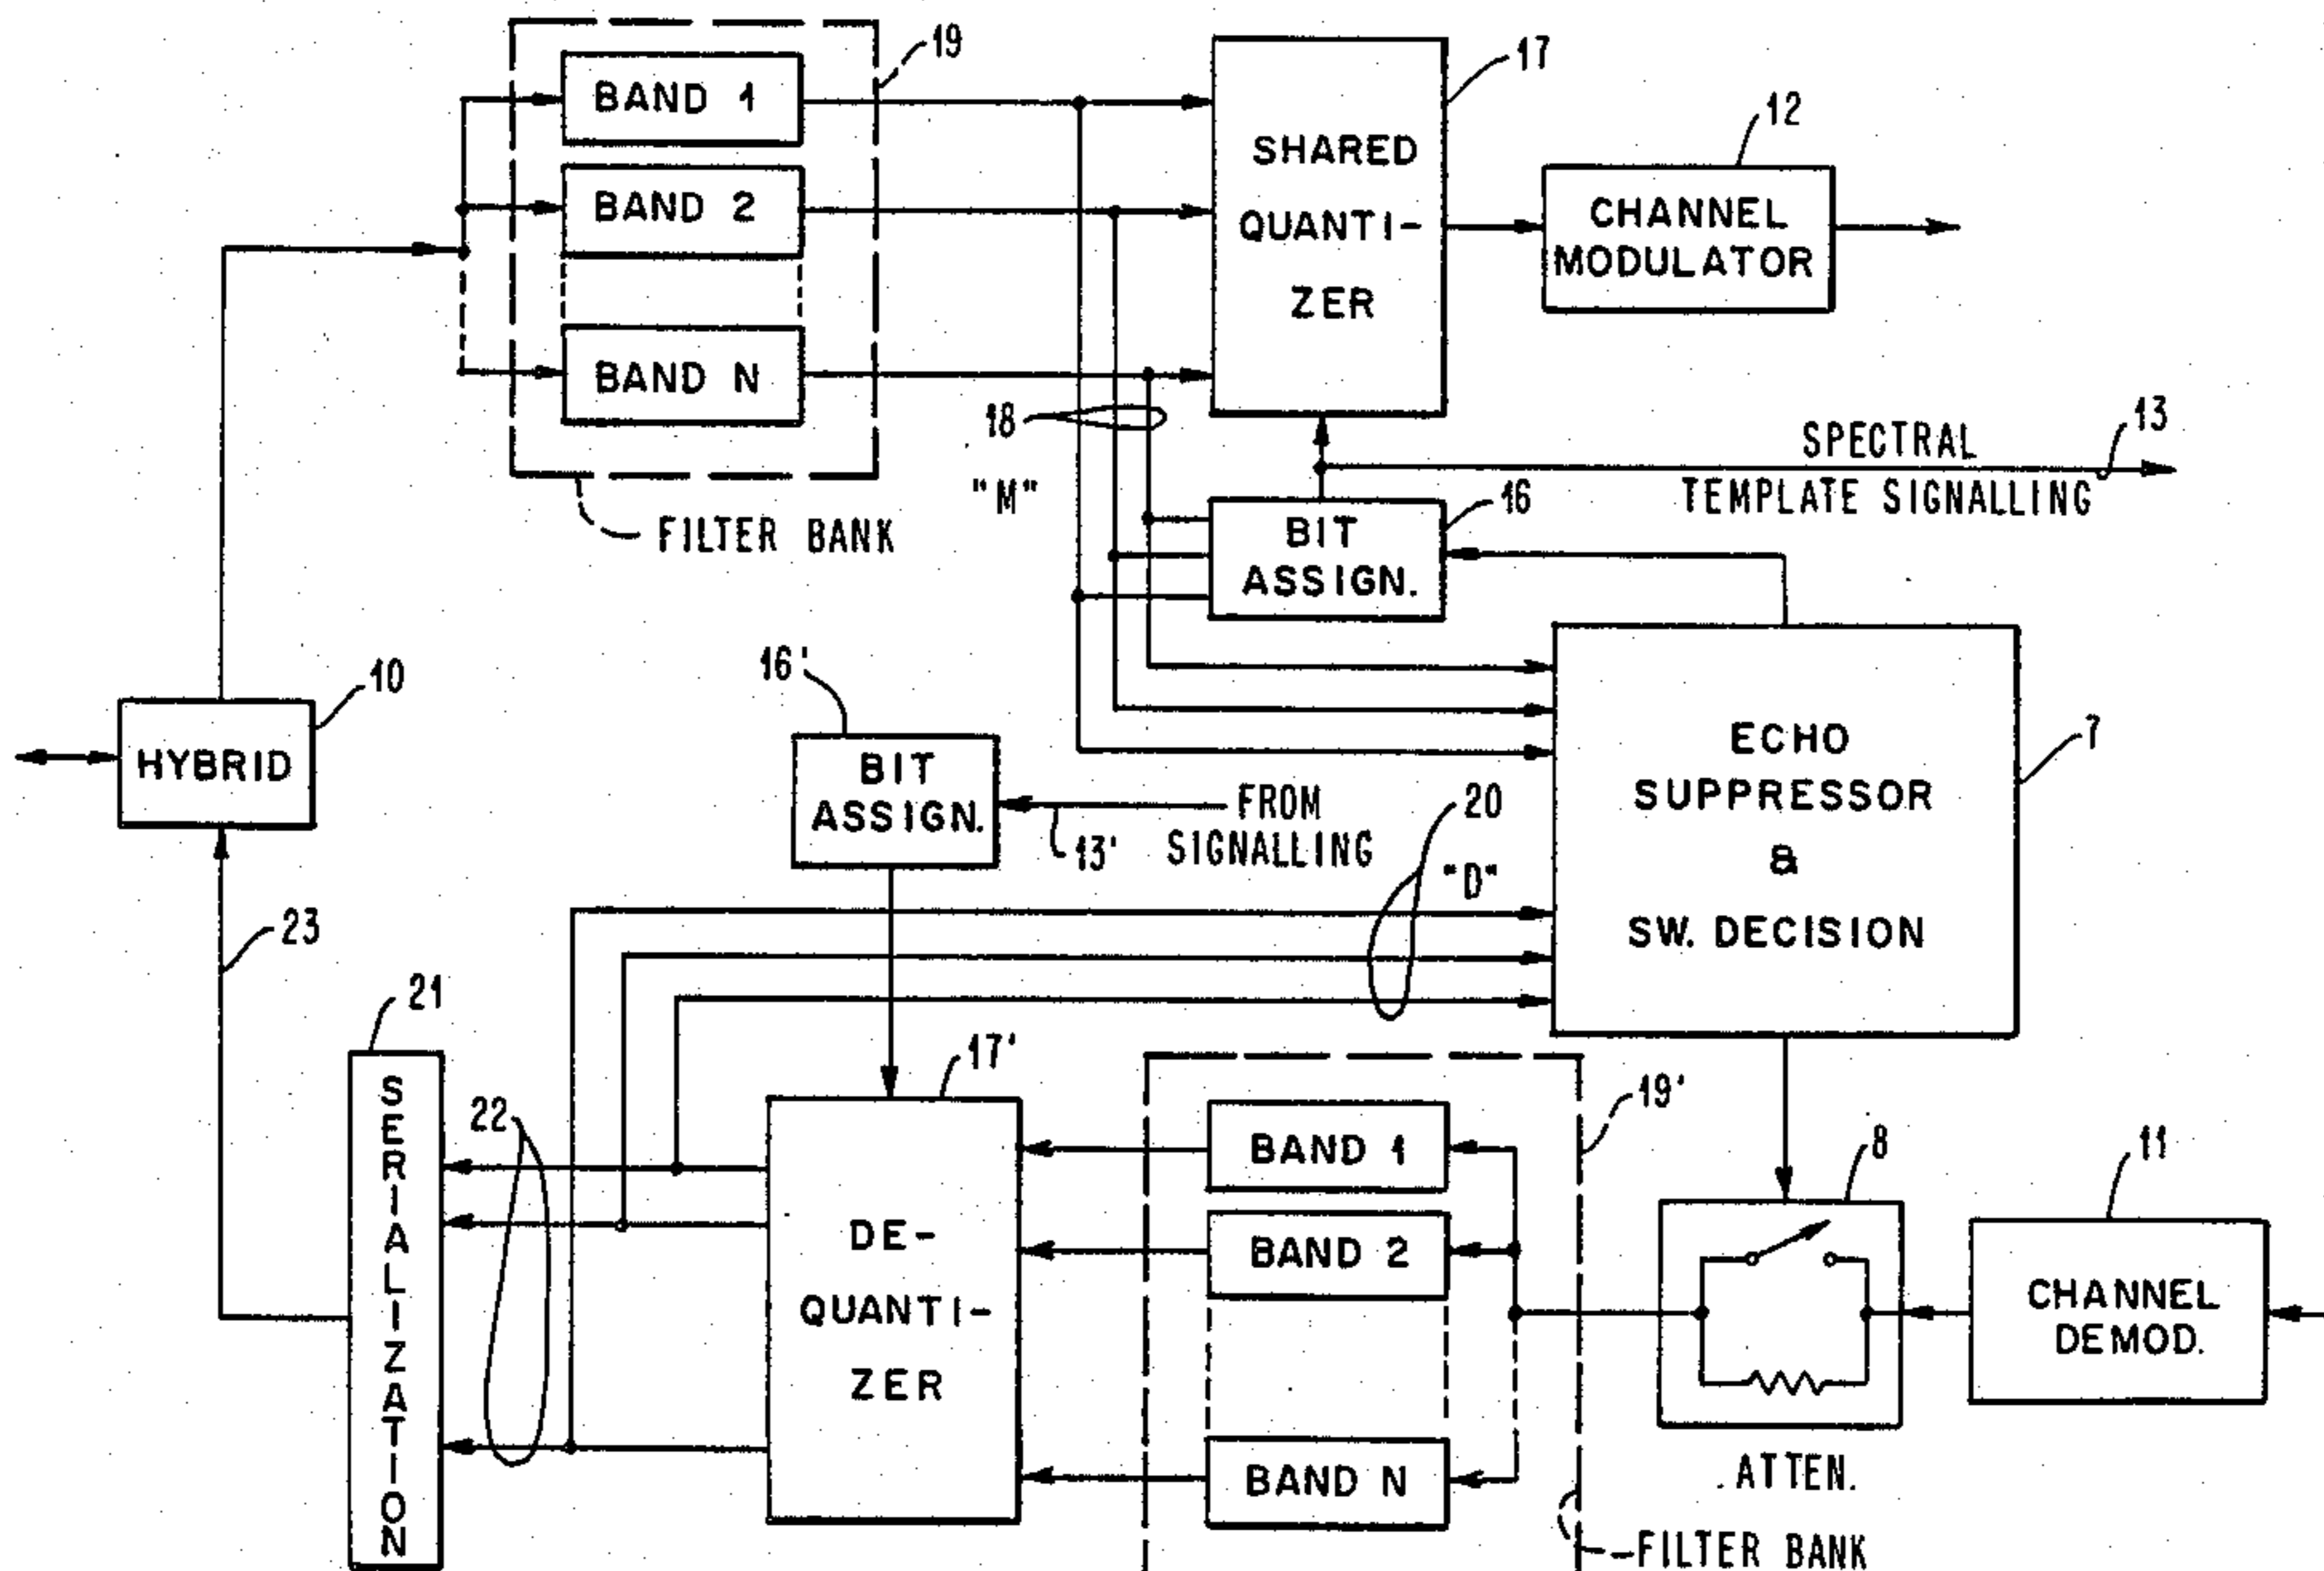 19
BAND 1
BAND 2
BAND N
FILTER BANK
17
SHARED
QUANTI-
ZER
12
CHANNEL
MODULATOR
18
"M"
13
SPECTRAL
TEMPLATE SIGNALLING
16
BIT
ASSIGN.
10
HYBRID
16'
BIT
ASSIGN.
13'
FROM
SIGNALLING
20
"D"
7
ECHO
SUPPRESSOR
&
SW. DECISION
23
21
SERIALIZATION
22
17'
DE-
QUANTI-
ZER
19'
BAND 1
BAND 2
BAND N
FILTER BANK
8
ATTEN.
11
CHANNEL
DEMOD.